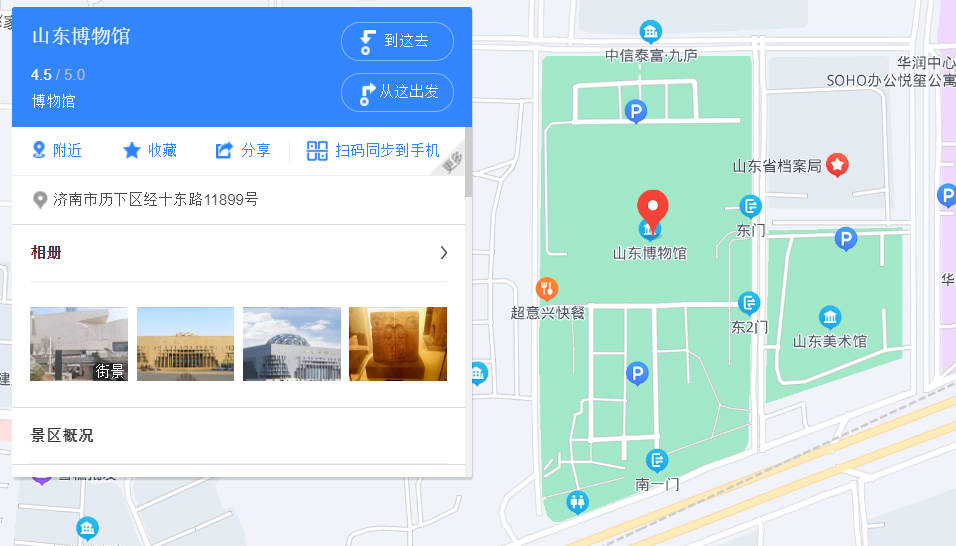 山东博物馆
到这去
4.5 / 5.0
博物馆
从这出发
附近
收藏
分享
扫码同步到手机
济南市历下区经十东路11899号
相册
街景
景区概况
中信泰富·九庐
华润中心
SOHO办公悦玺公寓
P
山东省档案局
东门
P
P
山东博物馆
超意兴快餐
东2门
山东美术馆
华
P
南一门
建